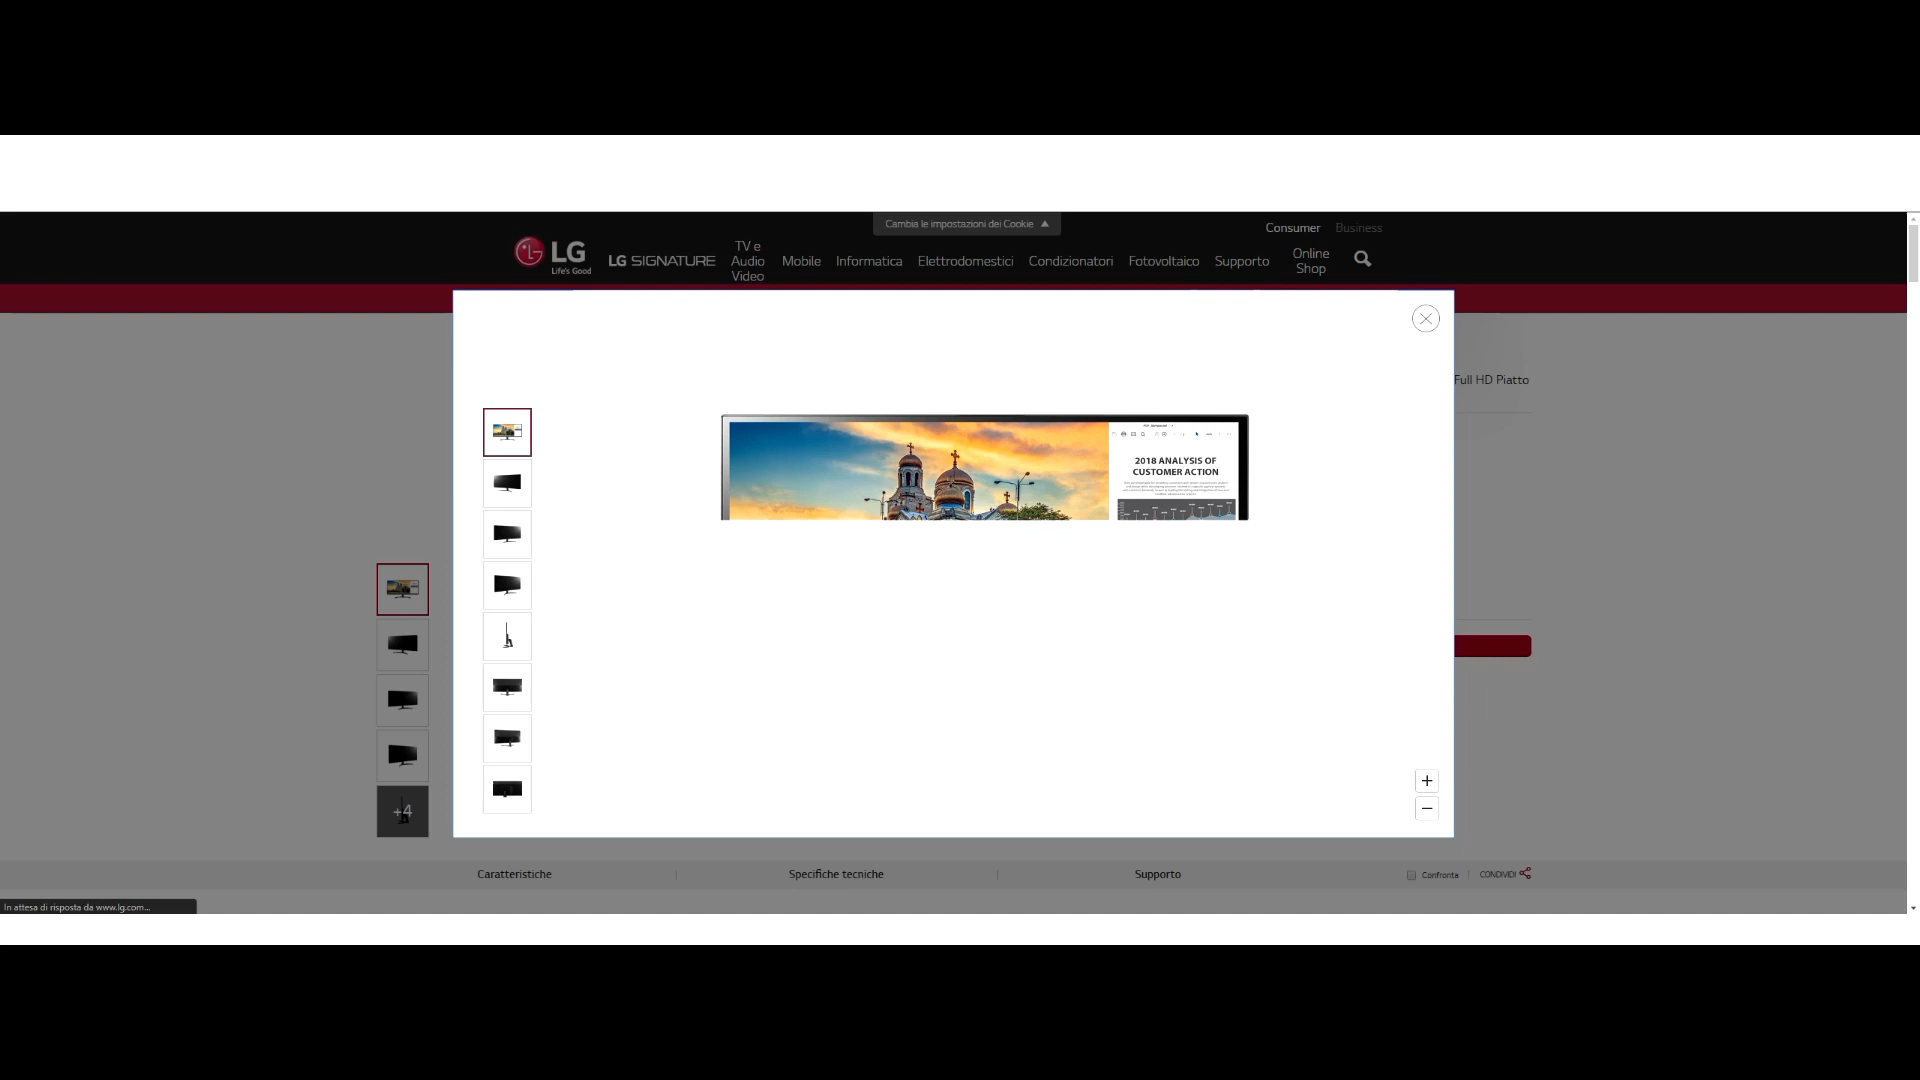 Cambia le impostazioni dei Cookie
Consumer Business
LG
Life's Good
LG SIGNATURE
TV e
Audio
Video
Mobile
Informatica
Elettrodomestici
Condizionatori
Fotovoltaico
Supporto
Online
Shop
Full HD Piatto
2018 ANALYSIS OF
CUSTOMER ACTION
+4
+
−
Caratteristiche
Specifiche tecniche
Supporto
Confronta
CONDIVIDI
In attesa di risposta da www.lg.com...